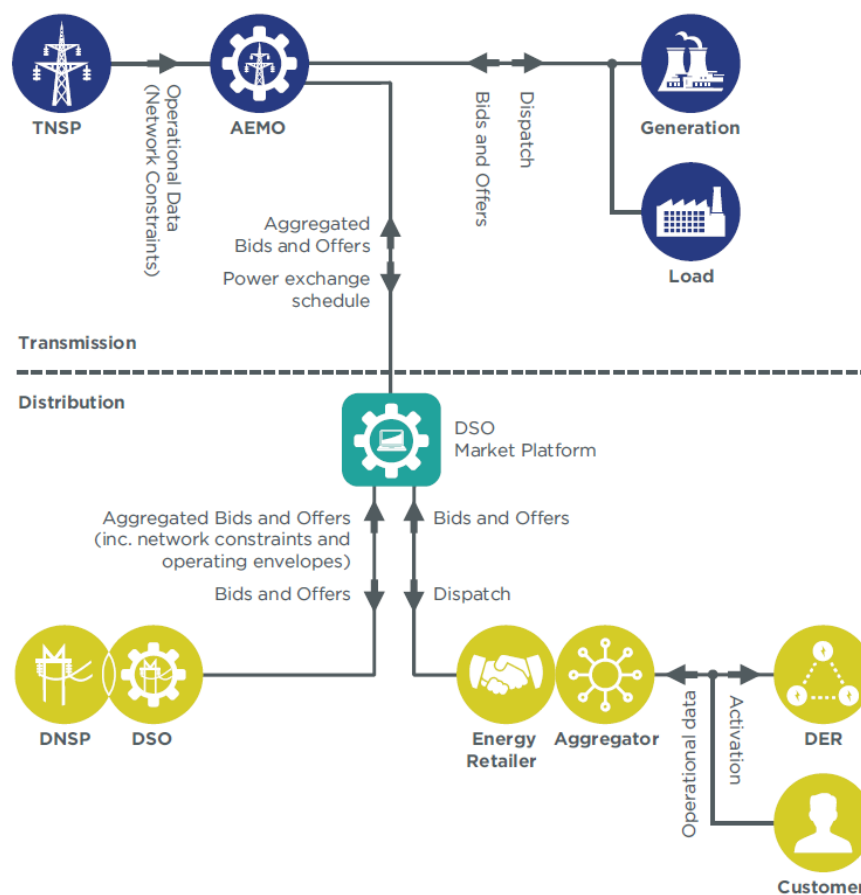 TNSP
Operational Data
(Network Constraints)
AEMO
Bids and Offers
Dispatch
Generation
Load
Aggregated
Bids and Offers
Power exchange
schedule
Transmission
Distribution
DSO
Market Platform
Aggregated Bids and Offers
(inc. network constraints and
operating envelopes)
Bids and Offers
Bids and Offers
Dispatch
DNSP
DSO
Energy
Retailer
Aggregator
Operational data
Activation
DER
Customer